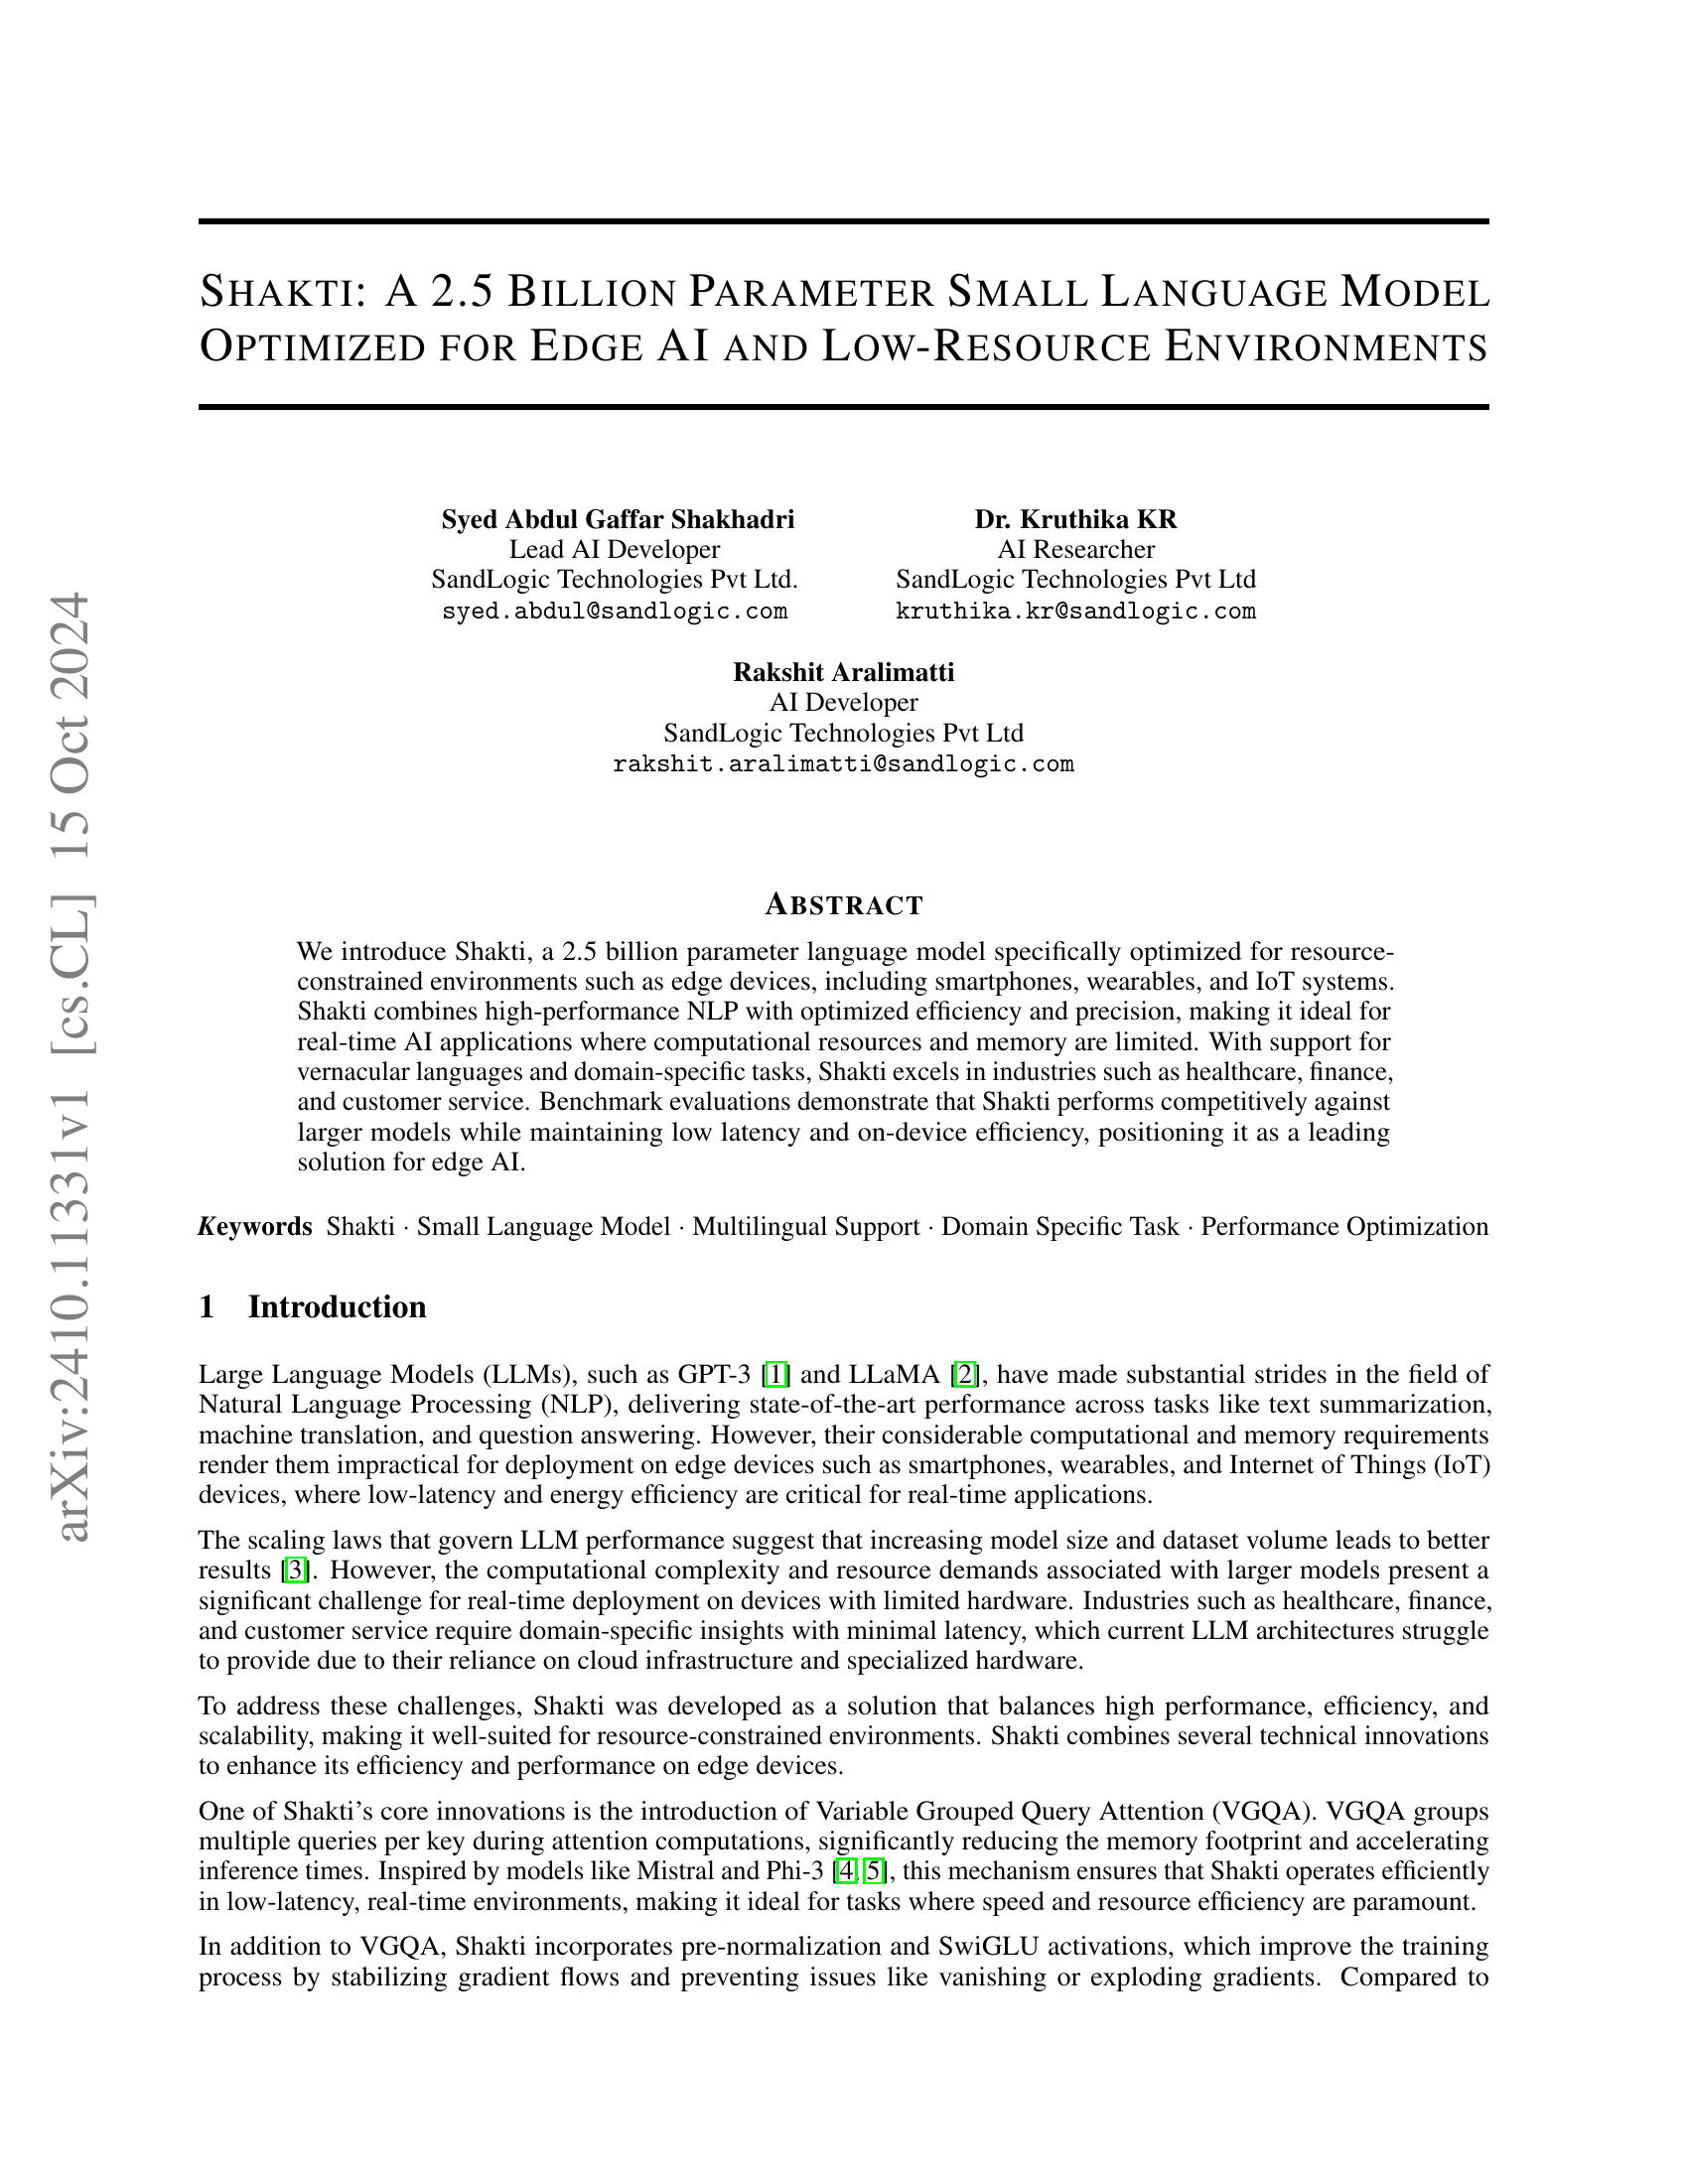 SHAKTI: A 2.5 BILLION PARAMETER SMALL LANGUAGE MODEL
OPTIMIZED FOR EDGE AI AND LOW-RESOURCE ENVIRONMENTS
Syed Abdul Gaffar Shakhadri
Lead AI Developer
SandLogic Technologies Pvt Ltd.
syed.abdul@sandlogic.com
Dr. Kruthika KR
AI Researcher
SandLogic Technologies Pvt Ltd
kruthika.kr@sandlogic.com
Rakshit Aralimatti
AI Developer
SandLogic Technologies Pvt Ltd
rakshit.aralimatti@sandlogic.com
arXiv:2410.11331v1 [cs.CL] 15 Oct 2024
ABSTRACT
We introduce Shakti, a 2.5 billion parameter language model specifically optimized for resource-
constrained environments such as edge devices, including smartphones, wearables, and IoT systems.
Shakti combines high-performance NLP with optimized efficiency and precision, making it ideal for
real-time AI applications where computational resources and memory are limited. With support for
vernacular languages and domain-specific tasks, Shakti excels in industries such as healthcare, finance,
and customer service. Benchmark evaluations demonstrate that Shakti performs competitively against
larger models while maintaining low latency and on-device efficiency, positioning it as a leading
solution for edge AI.
Keywords Shakti · Small Language Model · Multilingual Support · Domain Specific Task · Performance Optimization
1 Introduction
Large Language Models (LLMs), such as GPT-3 [1] and LLaMA [2], have made substantial strides in the field of
Natural Language Processing (NLP), delivering state-of-the-art performance across tasks like text summarization,
machine translation, and question answering. However, their considerable computational and memory requirements
render them impractical for deployment on edge devices such as smartphones, wearables, and Internet of Things (IoT)
devices, where low-latency and energy efficiency are critical for real-time applications.
The scaling laws that govern LLM performance suggest that increasing model size and dataset volume leads to better
results [3]. However, the computational complexity and resource demands associated with larger models present a
significant challenge for real-time deployment on devices with limited hardware. Industries such as healthcare, finance,
and customer service require domain-specific insights with minimal latency, which current LLM architectures struggle
to provide due to their reliance on cloud infrastructure and specialized hardware.
To address these challenges, Shakti was developed as a solution that balances high performance, efficiency, and
scalability, making it well-suited for resource-constrained environments. Shakti combines several technical innovations
to enhance its efficiency and performance on edge devices.
One of Shakti's core innovations is the introduction of Variable Grouped Query Attention (VGQA). VGQA groups
multiple queries per key during attention computations, significantly reducing the memory footprint and accelerating
inference times. Inspired by models like Mistral and Phi-3 [4, 5], this mechanism ensures that Shakti operates efficiently
in low-latency, real-time environments, making it ideal for tasks where speed and resource efficiency are paramount.
In addition to VGQA, Shakti incorporates pre-normalization and SwiGLU activations, which improve the training
process by stabilizing gradient flows and preventing issues like vanishing or exploding gradients. Compared to